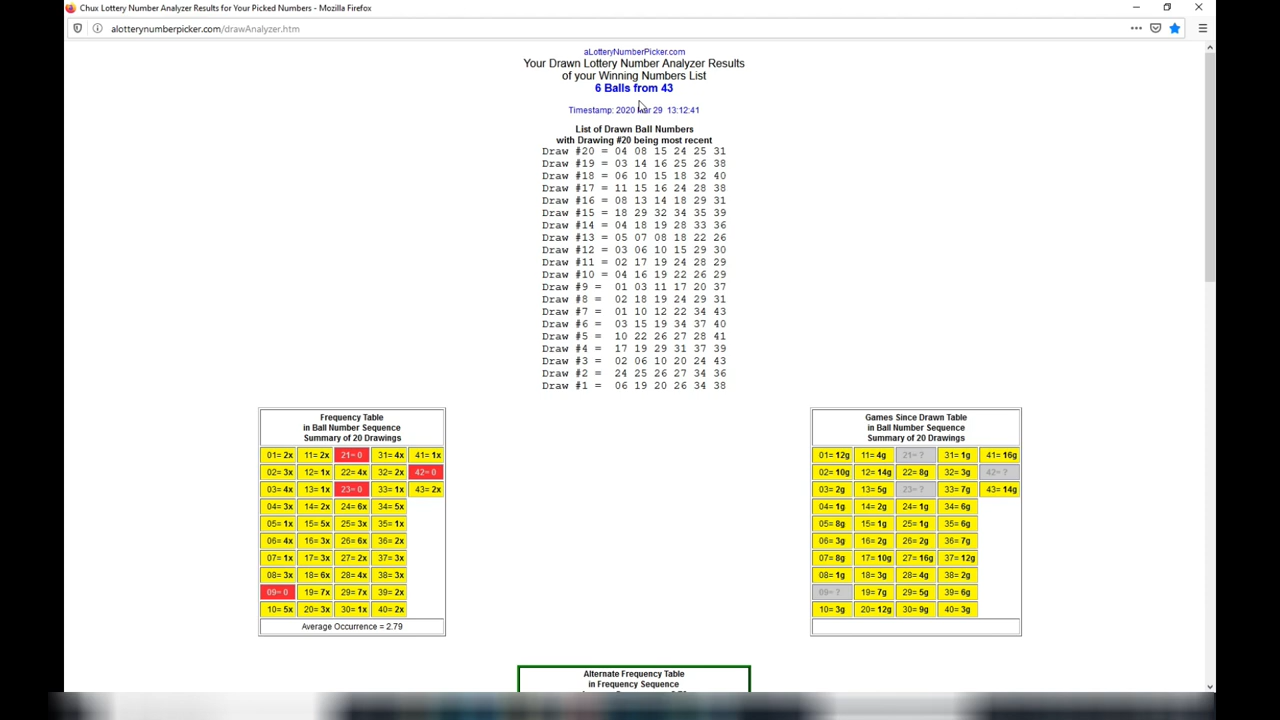 Chux Lottery Number Analyzer Results for Your Picked Numbers - Mozilla Firefox
alotterynumberpicker.com/drawAnalyzer.htm
aLotteryNumberPicker.com
Your Drawn Lottery Number Analyzer Results
of your Winning Numbers List
6 Balls from 43
Timestamp: 2020 Mar 29 13:12:41
List of Drawn Ball Numbers
with Drawing #20 being most recent
Draw #20 = 04 08 15 24 25 31
Draw #19 = 03 14 16 25 26 38
Draw #18 = 06 10 15 18 32 40
Draw #17 = 11 15 16 24 28 38
Draw #16 = 08 13 14 18 29 31
Draw #15 = 18 29 32 34 35 39
Draw #14 = 04 18 19 28 33 36
Draw #13 = 05 07 08 18 22 26
Draw #12 = 03 06 10 15 29 30
Draw #11 = 02 17 19 24 28 29
Draw #10 = 04 16 19 22 26 29
Draw #9 = 01 03 11 17 20 37
Draw #8 = 02 18 19 24 29 31
Draw #7 = 01 10 12 22 34 43
Draw #6 = 03 15 19 34 37 40
Draw #5 = 10 22 26 27 28 41
Draw #4 = 17 19 29 31 37 39
Draw #3 = 02 06 10 20 24 43
Draw #2 = 24 25 26 27 34 36
Draw #1 = 06 19 20 26 34 38
Frequency Table
in Ball Number Sequence
Summary of 20 Drawings
01= 2x 11= 2x 21= 0 31= 4x 41= 1x
02= 3x 12= 1x 22= 4x 32= 2x 42= 0
03= 4x 13= 1x 23= 0 33= 1x 43= 2x
04= 3x 14= 2x 24= 6x 34= 5x
05= 1x 15= 5x 25= 3x 35= 1x
06= 4x 16= 3x 26= 6x 36= 2x
07= 1x 17= 3x 27= 2x 37= 3x
08= 3x 18= 6x 28= 4x 38= 3x
09= 0 19= 7x 29= 7x 39= 2x
10= 5x 20= 3x 30= 1x 40= 2x
Average Occurrence = 2.79
Games Since Drawn Table
in Ball Number Sequence
Summary of 20 Drawings
01= 12g 11= 4g 21= ? 31= 1g 41= 16g
02= 10g 12= 14g 22= 8g 32= 3g 42= ?
03= 2g 13= 5g 23= ? 33= 7g 43= 14g
04= 1g 14= 2g 24= 1g 34= 6g
05= 8g 15= 1g 25= 1g 35= 6g
06= 3g 16= 2g 26= 2g 36= 7g
07= 8g 17= 10g 27= 16g 37= 12g
08= 1g 18= 3g 28= 4g 38= 2g
09= ? 19= 7g 29= 5g 39= 6g
10= 3g 20= 12g 30= 9g 40= 3g
Alternate Frequency Table
in Frequency Sequence